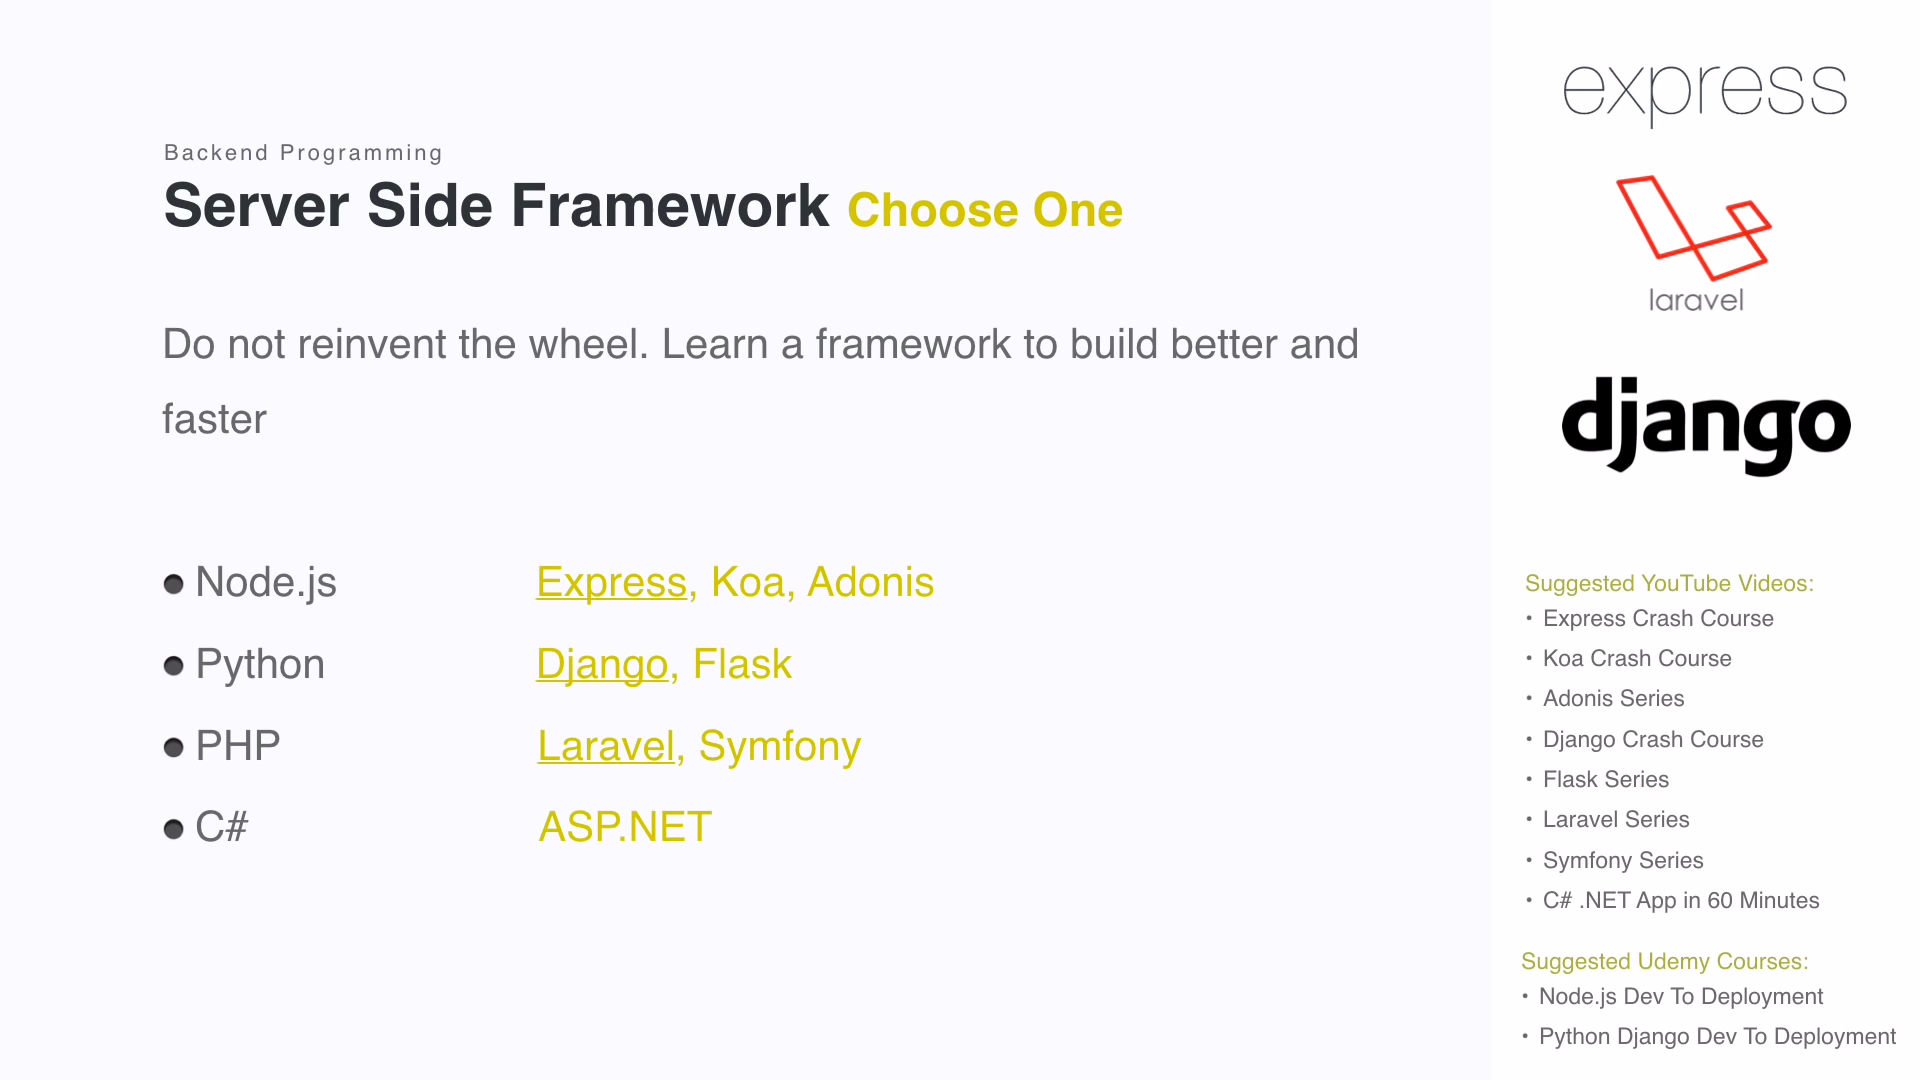 Backend Programming
Server Side Framework Choose One
Do not reinvent the wheel. Learn a framework to build better and
faster
• Node.js Express, Koa, Adonis
• Python Django, Flask
• PHP Laravel, Symfony
• C# ASP.NET
express
laravel
django
Suggested YouTube Videos:
• Express Crash Course
• Koa Crash Course
• Adonis Series
• Django Crash Course
• Flask Series
• Laravel Series
• Symfony Series
• C# .NET App in 60 Minutes
Suggested Udemy Courses:
• Node.js Dev To Deployment
• Python Django Dev To Deployment